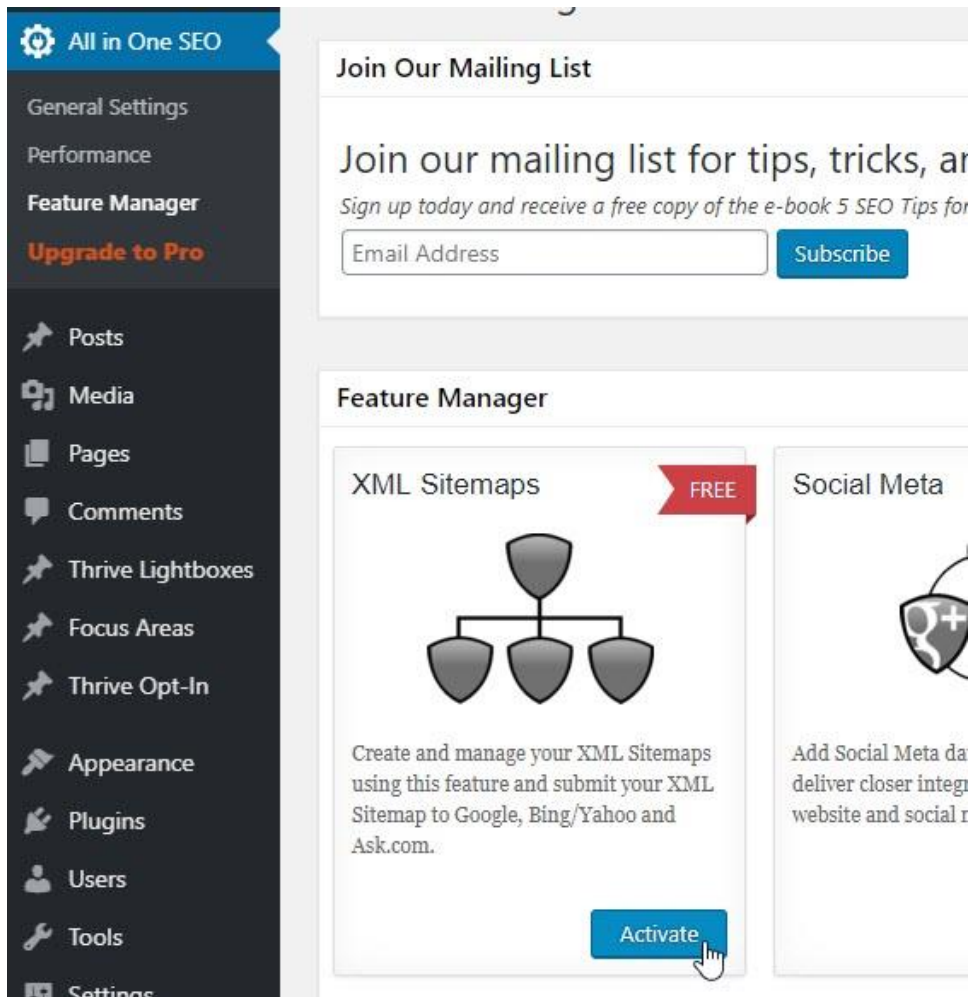 All in One SEO
General Settings
Performance
Feature Manager
Upgrade to Pro
Posts
Media
Pages
Comments
Thrive Lightboxes
Focus Areas
Thrive Opt-In
Appearance
Plugins
Users
Tools
Settings
Join Our Mailing List
Join our mailing list for tips, tricks,
Sign up today and receive a free copy of the e-book 5 SEO Tips for
Email Address
Subscribe
Feature Manager
XML Sitemaps
FREE
Create and manage your XML Sitemaps
using this feature and submit your XML
Sitemap to Google, Bing/Yahoo and
Ask.com.
Activate
Social Meta
g+
Add Social Meta
deliver closer
website and social